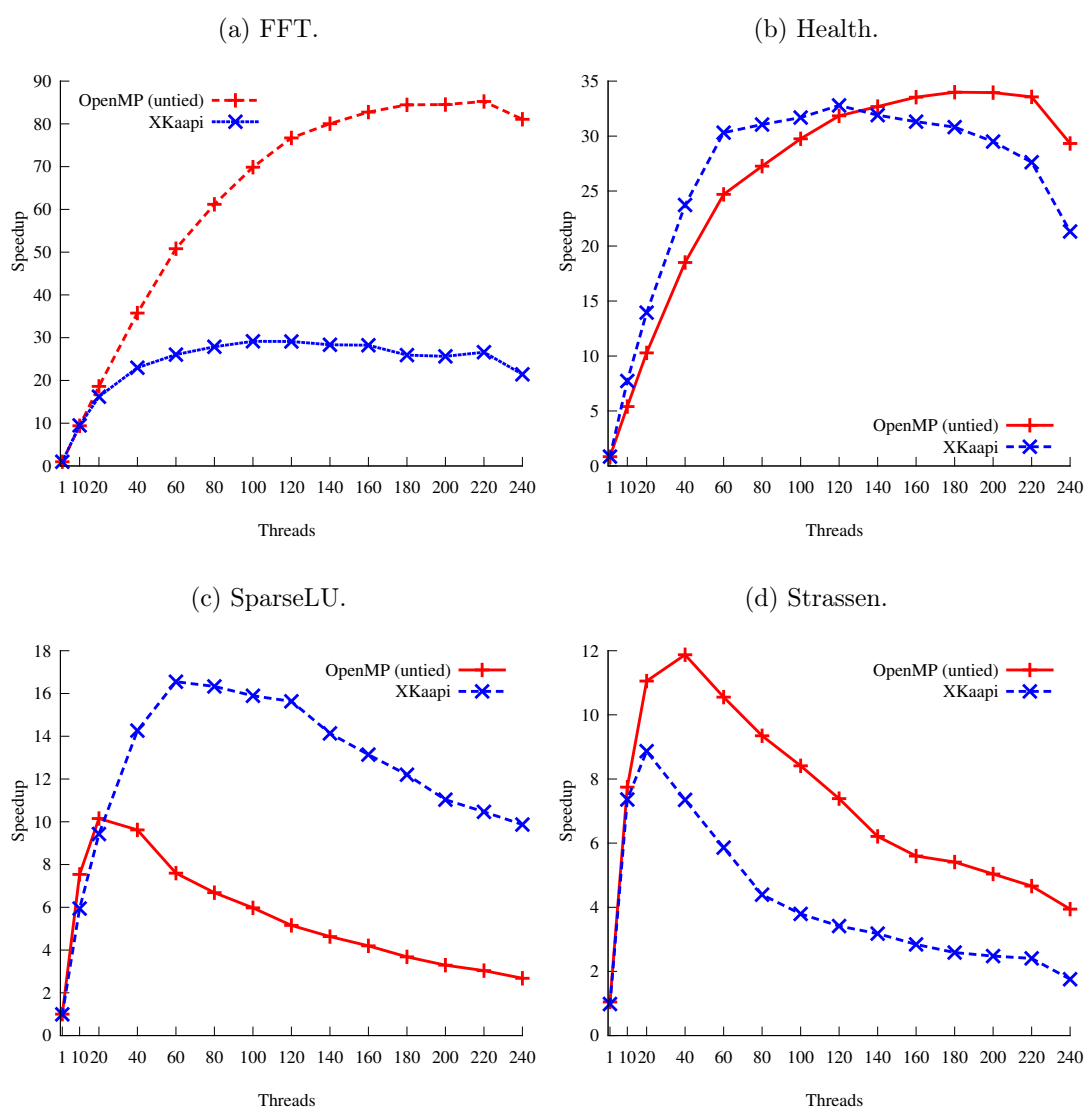 (a) FFT.
90
80
70
60
50
40
30
20
10
0
Speedup
OpenMP (untied)
XKaapi
1 10 20 40 60 80 100 120 140 160 180 200 220 240
Threads
(b) Health.
35
30
25
20
15
10
5
0
Speedup
OpenMP (untied)
XKaapi
1 10 20 40 60 80 100 120 140 160 180 200 220 240
Threads
(c) SparseLU.
18
16
14
12
10
8
6
4
2
0
Speedup
OpenMP (untied)
XKaapi
1 10 20 40 60 80 100 120 140 160 180 200 220 240
Threads
(d) Strassen.
12
10
8
6
4
2
0
Speedup
OpenMP (untied)
XKaapi
1 10 20 40 60 80 100 120 140 160 180 200 220 240
Threads